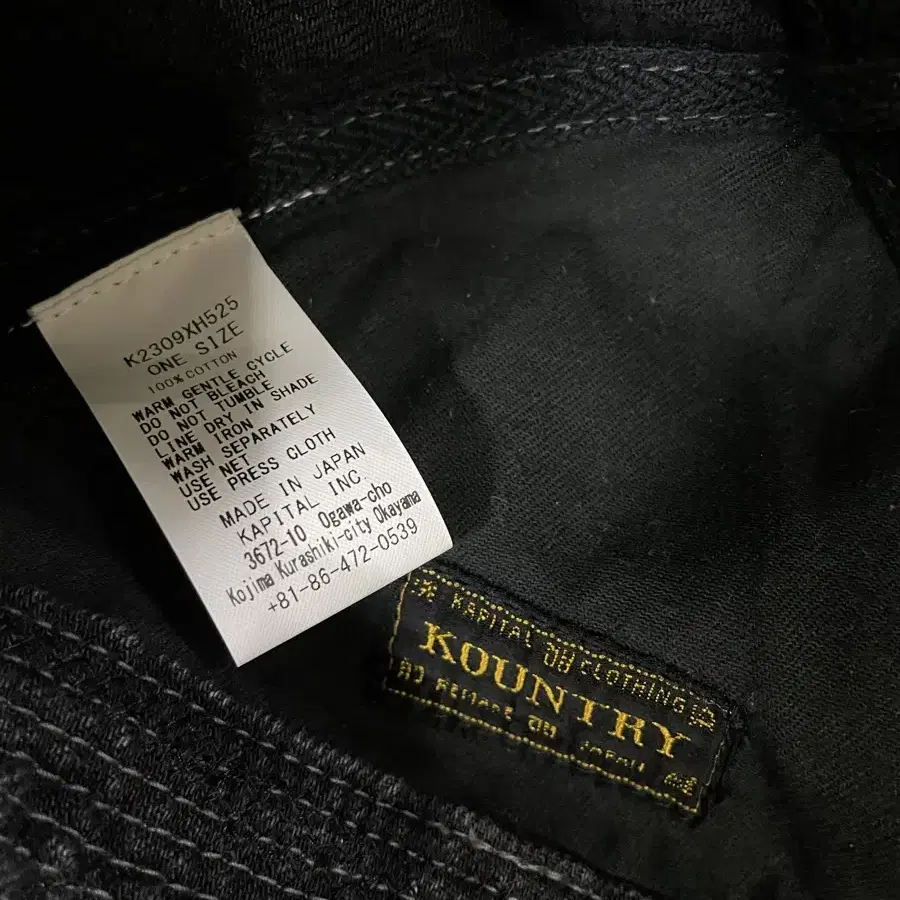 K2309XH525
ONE SIZE
100% COTTON
WARM GENTLE CYCLE
DO NOT BLEACH
DO NOT TUMBLE
LINE DRY IN SHADE
WARM IRON
WASH SEPARATELY
USE NET
USE PRESS CLOTH
MADE IN JAPAN
KAPITAL INC.
3672-10 Ogawa-cho
Kojima Kurashiki-city Okayama
+81-86-472-0539
KAPITAL CLOTHING
KOUNTRY
JAPAN